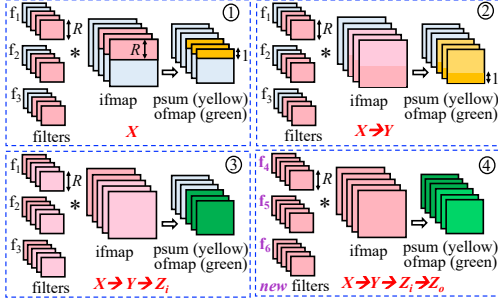 ①
f1
R
f2
*
R
1
f3
ifmap
psum (yellow)
ofmap (green)
filters
X
②
f1
R
f2
*
f3
1
ifmap
psum (yellow)
ofmap (green)
filters
X→Y
③
f1
R
f2
*
f3
ifmap
psum (yellow)
ofmap (green)
filters
X→Y→Zi
④
f4
R
f5
*
f6
ifmap
psum (yellow)
ofmap (green)
new filters
X→Y→Zi→Zo